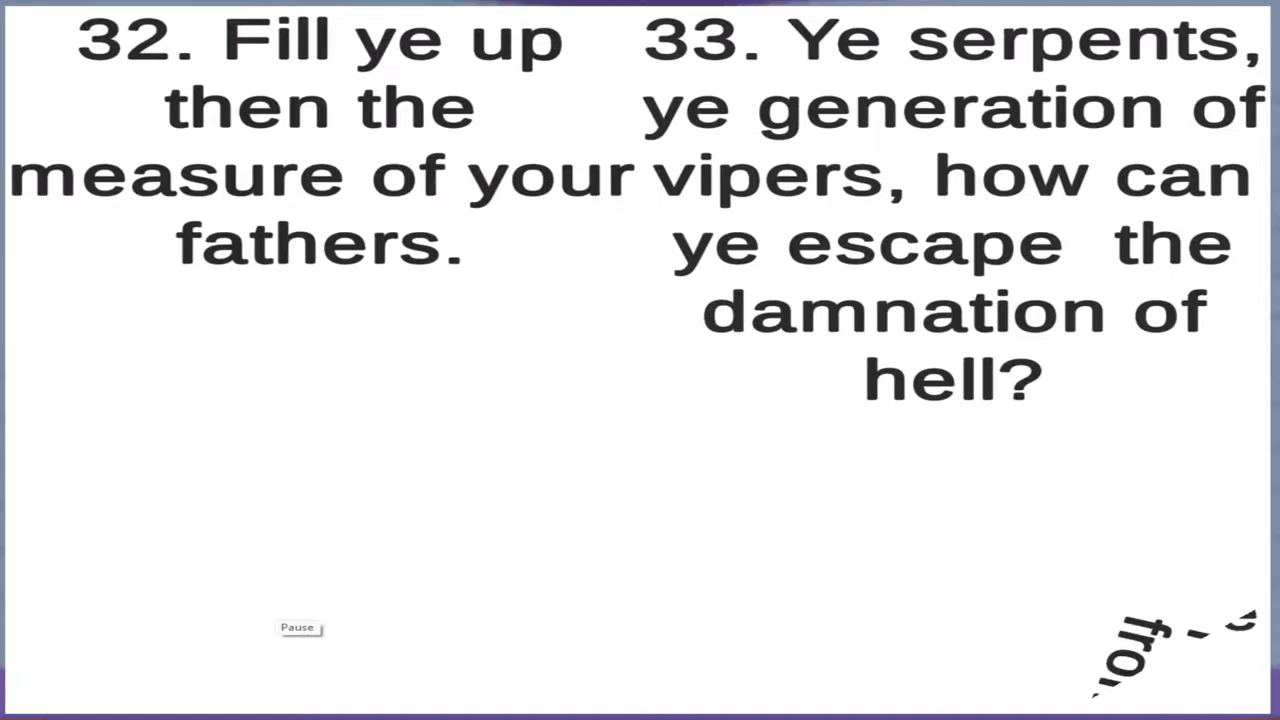 32. Fill ye up
then the
measure of your
fathers.
33. Ye serpents,
ye generation of
vipers, how can
ye escape the
damnation of
hell?
Pause